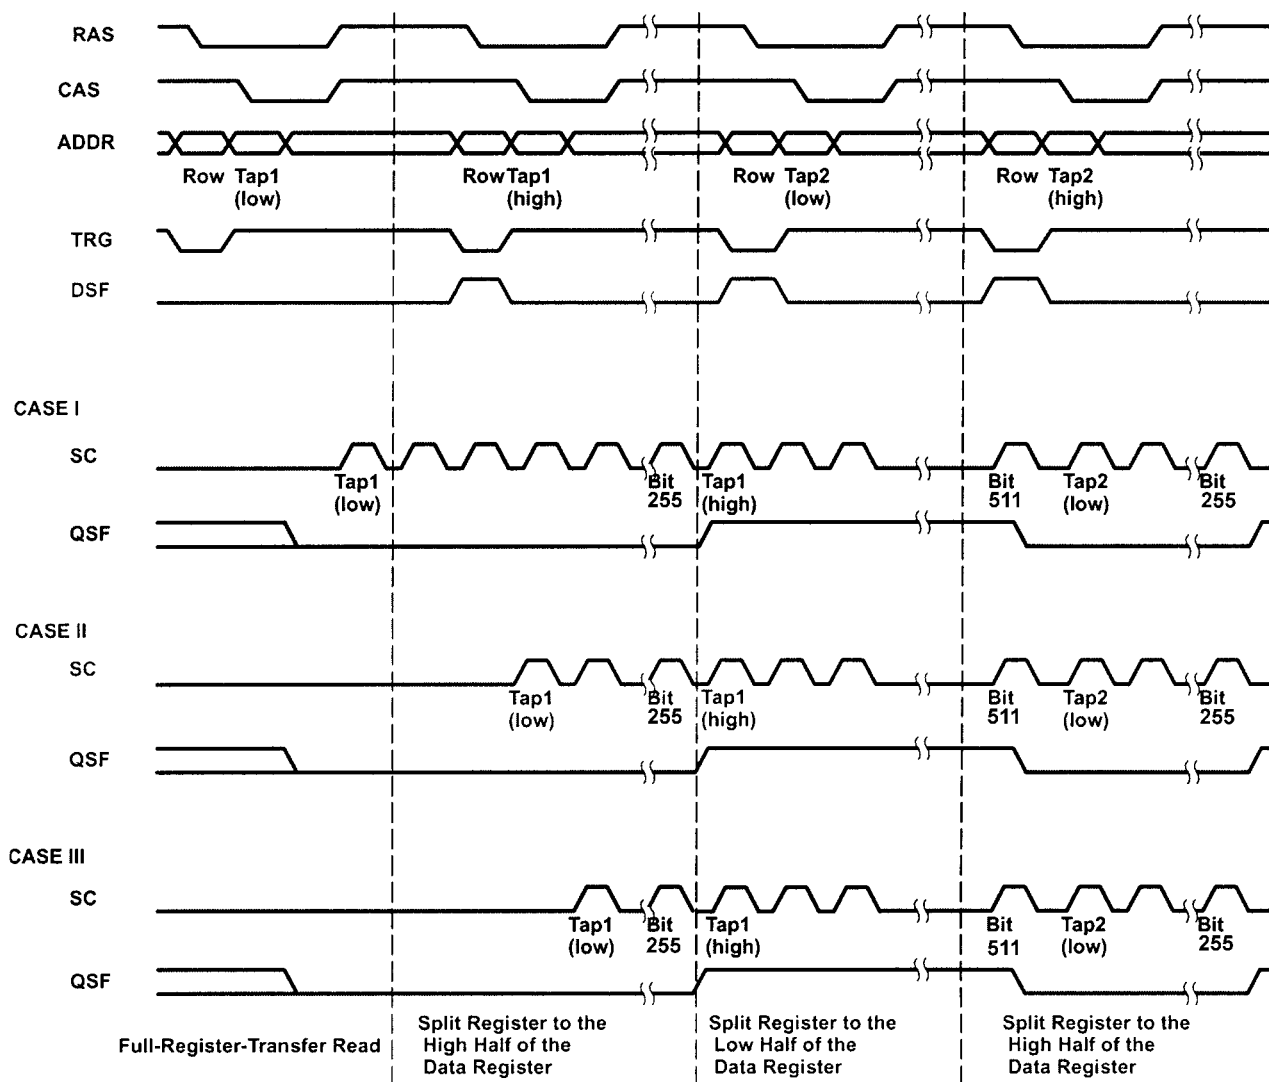 RAS
CAS
ADDR
Row Tap1
(low)
Row Tap1
(high)
Row Tap2
(low)
Row Tap2
(high)
TRG
DSF
CASE I
SC
Tap1
(low)
Bit
255
Tap1
(high)
Bit
511
Tap2
(low)
Bit
255
QSF
CASE II
SC
Tap1
(low)
Bit
255
Tap1
(high)
Bit
511
Tap2
(low)
Bit
255
QSF
CASE III
SC
Tap1
(low)
Bit
255
Tap1
(high)
Bit
511
Tap2
(low)
Bit
255
QSF
Full-Register-Transfer Read
Split Register to the
High Half of the
Data Register
Split Register to the
Low Half of the
Data Register
Split Register to the
High Half of the
Data Register